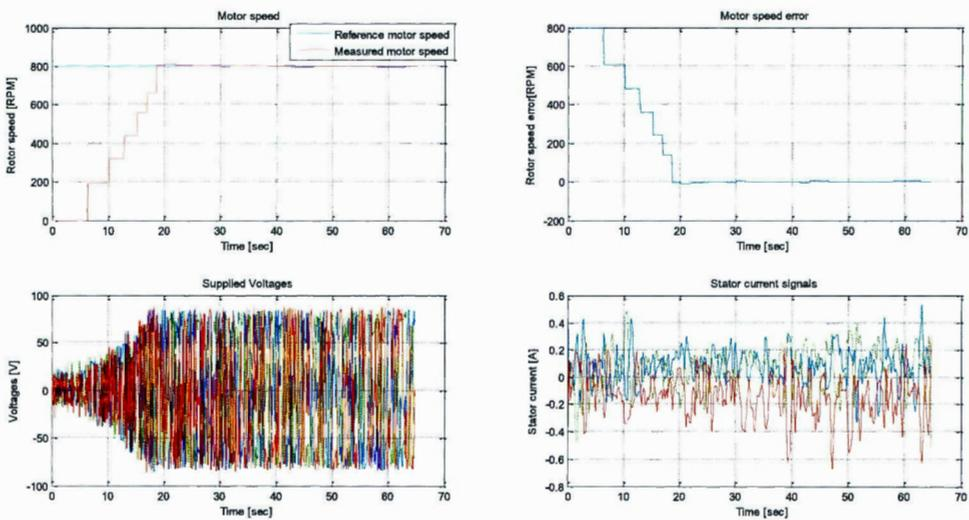 Motor speed
Reference motor speed
Measured motor speed
Rotor speed [RPM]
1000
800
600
400
200
0
0 10 20 30 40 50 60 70
Time [sec]
Motor speed error
Rotor speed error[RPM]
800
600
400
200
0
-200
0 10 20 30 40 50 60 70
Time [sec]
Supplied Voltages
Voltages [V]
100
50
0
-50
-100
0 10 20 30 40 50 60 70
Time [sec]
Stator current signals
Stator current [A]
0.6
0.4
0.2
0
-0.2
-0.4
-0.6
-0.8
0 10 20 30 40 50 60 70
Time [sec]